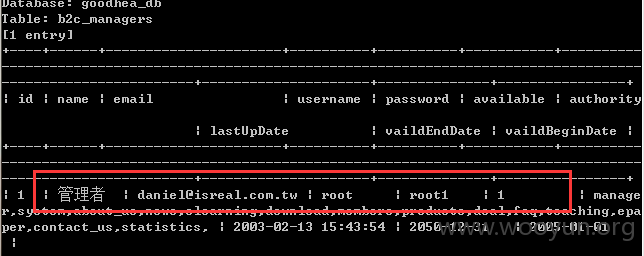 Database: goodhea_db
Table: b2c_managers
[1 entry]
| id | name | email | username | password | available | authority
| lastUpDate | vaildEndDate | vaildBeginDate |
| 1 | 管理者 | daniel@isreal.com.tw | root | root1 | 1 | manage
r,system,about_us,news,elearning,download,members,products,deal,faq,teaching,epa
per,contact_us,statistics, | 2003-02-13 15:43:54 | 2050-12-31 | 2005-01-01
|
www.wooyun.org